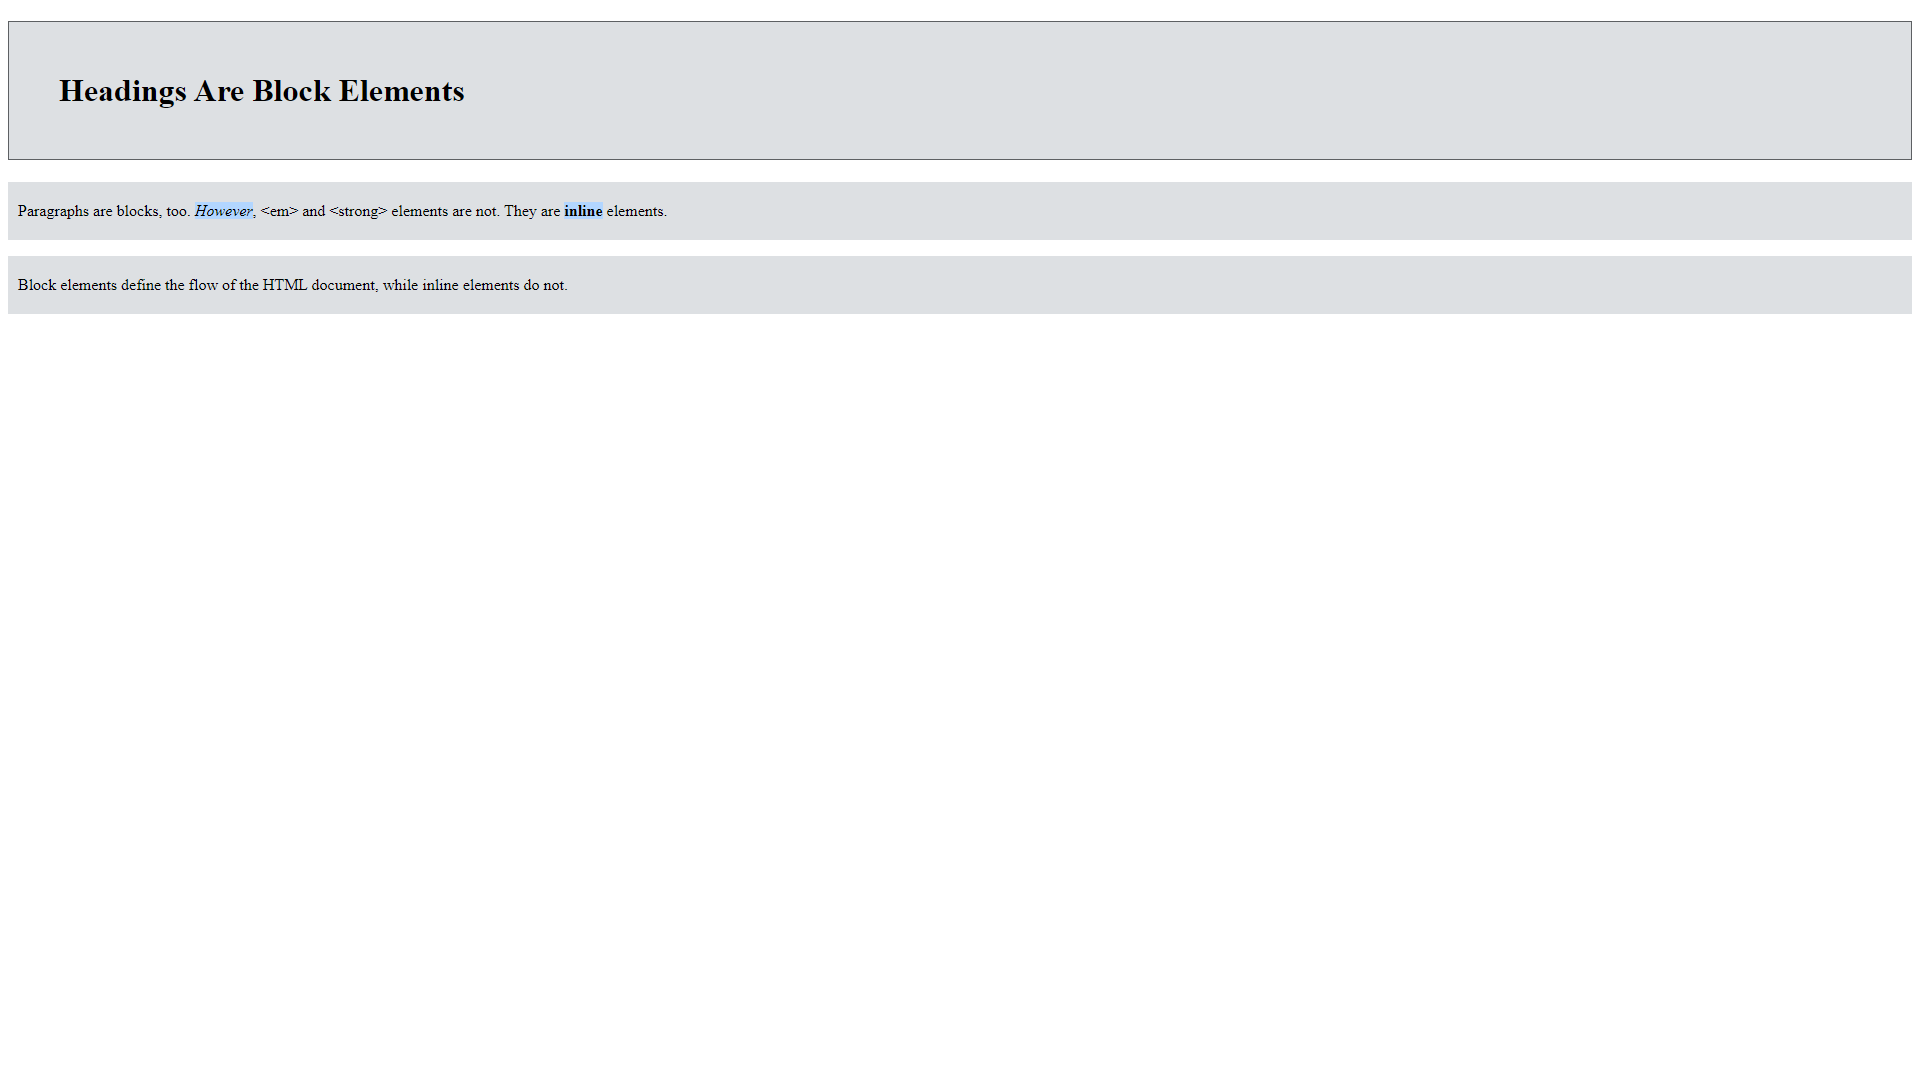 Headings Are Block Elements
Paragraphs are blocks, too. However, <em> and <strong> elements are not. They are inline elements.
Block elements define the flow of the HTML document, while inline elements do not.